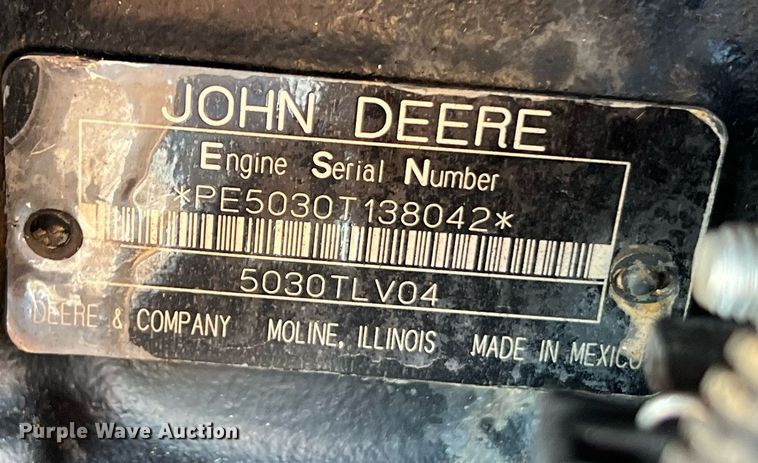 JOHN DEERE
Engine Serial Number
*PE5030T138042*
5030TLV04
DEERE & COMPANY MOLINE, ILLINOIS MADE IN MEXICO
Purple Wave Auction